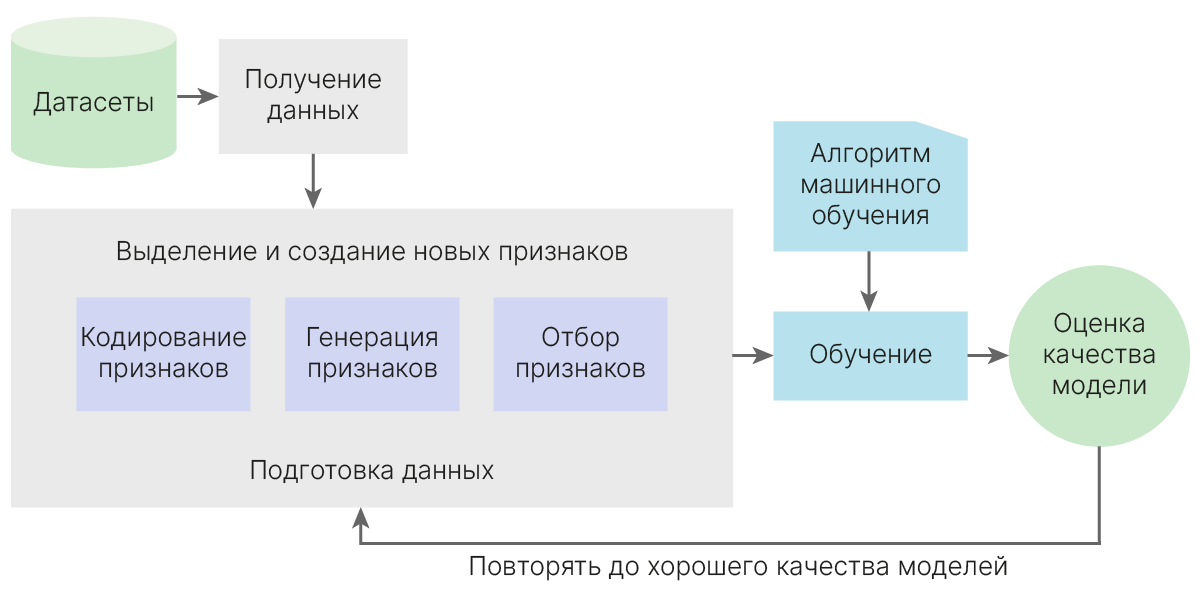 Датасеты
Получение
данных
Выделение и создание новых признаков
Кодирование
признаков
Генерация
признаков
Отбор
признаков
Подготовка данных
Алгоритм
машинного
обучения
Обучение
Оценка
качества
модели
Повторять до хорошего качества моделей